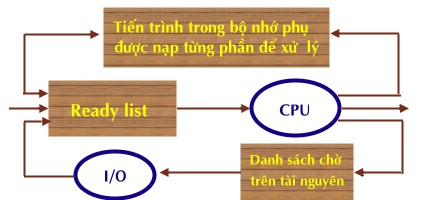 Tiến trình trong bộ nhớ phụ
được nạp từng phần để xử lý
Ready list
CPU
I/O
Danh sách chờ
trên tài nguyên